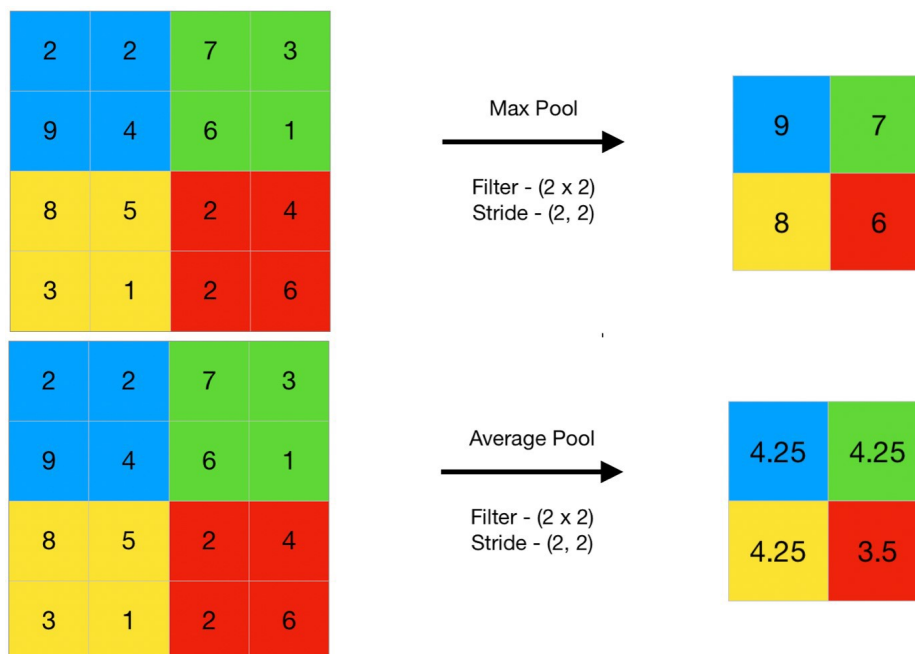 2 2 7 3
9 4 6 1
8 5 2 4
3 1 2 6
Max Pool
Filter - (2 x 2)
Stride - (2, 2)
9 7
8 6
2 2 7 3
9 4 6 1
8 5 2 4
3 1 2 6
Average Pool
Filter - (2 x 2)
Stride - (2, 2)
4.25 4.25
4.25 3.5